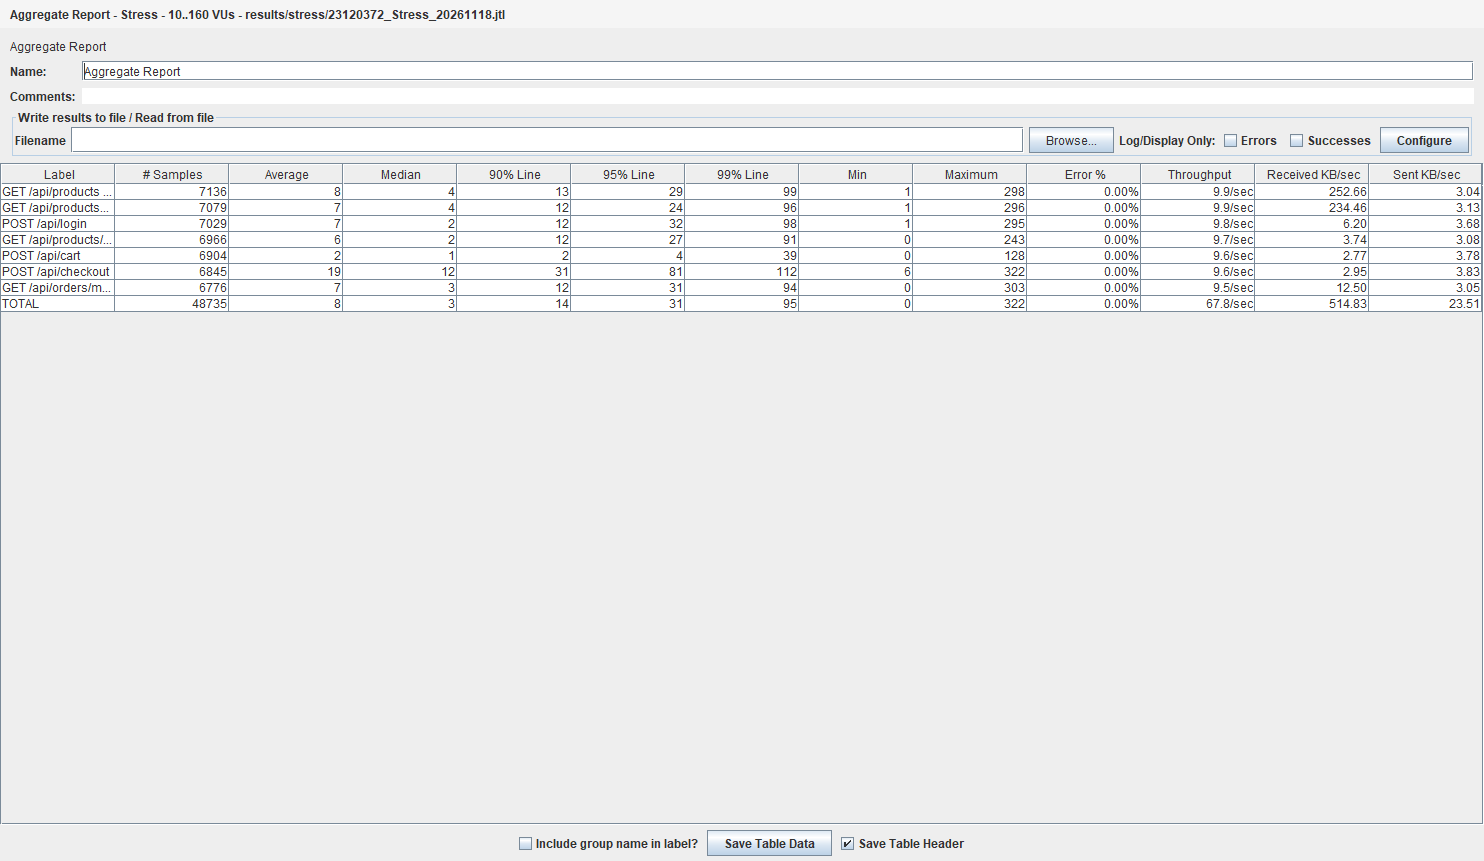 Aggregate Report - Stress - 10..160 VUs - results/stress/23120372_Stress_20261118.jtl
Aggregate Report
Name: Aggregate Report
Comments:
Write results to file / Read from file
Filename Browse... Log/Display Only: Errors Successes Configure
Label # Samples Average Median 90% Line 95% Line 99% Line Min Maximum Error % Throughput Received KB/sec Sent KB/sec
GET /api/products ... 7136 8 4 13 29 99 1 298 0.00% 9.9/sec 252.66 3.04
GET /api/products... 7079 7 4 12 24 96 1 296 0.00% 9.9/sec 234.46 3.13
POST /api/login 7029 7 2 12 32 98 1 295 0.00% 9.8/sec 6.20 3.68
GET /api/products/... 6966 6 2 12 27 91 0 243 0.00% 9.7/sec 3.74 3.08
POST /api/cart 6904 2 1 2 4 39 0 128 0.00% 9.6/sec 2.77 3.78
POST /api/checkout 6845 19 12 31 81 112 6 322 0.00% 9.6/sec 2.95 3.83
GET /api/orders/m... 6776 7 3 12 31 94 0 303 0.00% 9.5/sec 12.50 3.05
TOTAL 48735 8 3 14 31 95 0 322 0.00% 67.8/sec 514.83 23.51
Include group name in label? Save Table Data Save Table Header